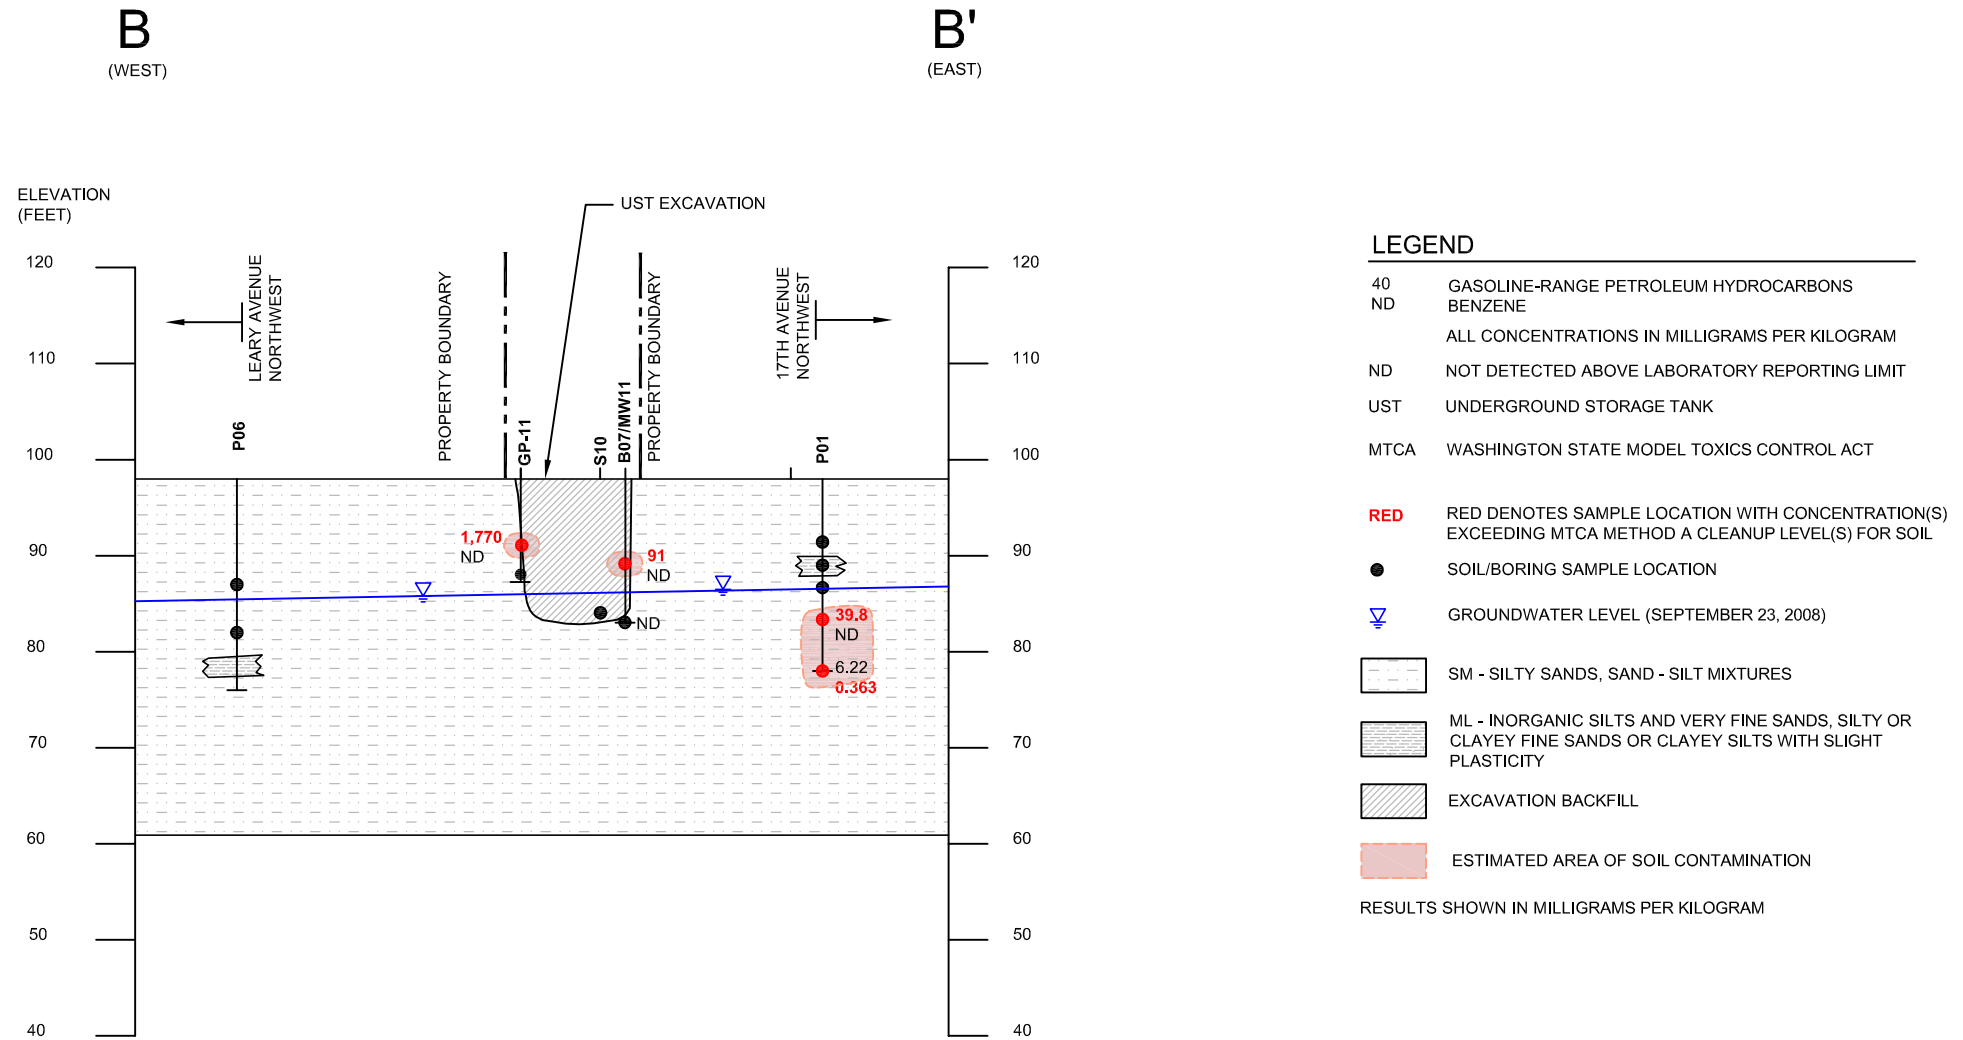 B
(WEST)
B'
(EAST)
ELEVATION
(FEET)
UST EXCAVATION
120
110
100
90
80
70
60
50
40
LEARY AVENUE
NORTHWEST
PROPERTY BOUNDARY
PROPERTY BOUNDARY
17TH AVENUE
NORTHWEST
P06
GP-11
S10
B07/MW11
P01
1,770
ND
91
ND
ND
39.8
ND
6.22
0.363
120
110
100
90
80
70
60
50
40
LEGEND
40 GASOLINE-RANGE PETROLEUM HYDROCARBONS
ND BENZENE
ALL CONCENTRATIONS IN MILLIGRAMS PER KILOGRAM
ND NOT DETECTED ABOVE LABORATORY REPORTING LIMIT
UST UNDERGROUND STORAGE TANK
MTCA WASHINGTON STATE MODEL TOXICS CONTROL ACT
RED RED DENOTES SAMPLE LOCATION WITH CONCENTRATION(S)
EXCEEDING MTCA METHOD A CLEANUP LEVEL(S) FOR SOIL
SOIL/BORING SAMPLE LOCATION
GROUNDWATER LEVEL (SEPTEMBER 23, 2008)
SM - SILTY SANDS, SAND - SILT MIXTURES
ML - INORGANIC SILTS AND VERY FINE SANDS, SILTY OR
CLAYEY FINE SANDS OR CLAYEY SILTS WITH SLIGHT
PLASTICITY
EXCAVATION BACKFILL
ESTIMATED AREA OF SOIL CONTAMINATION
RESULTS SHOWN IN MILLIGRAMS PER KILOGRAM